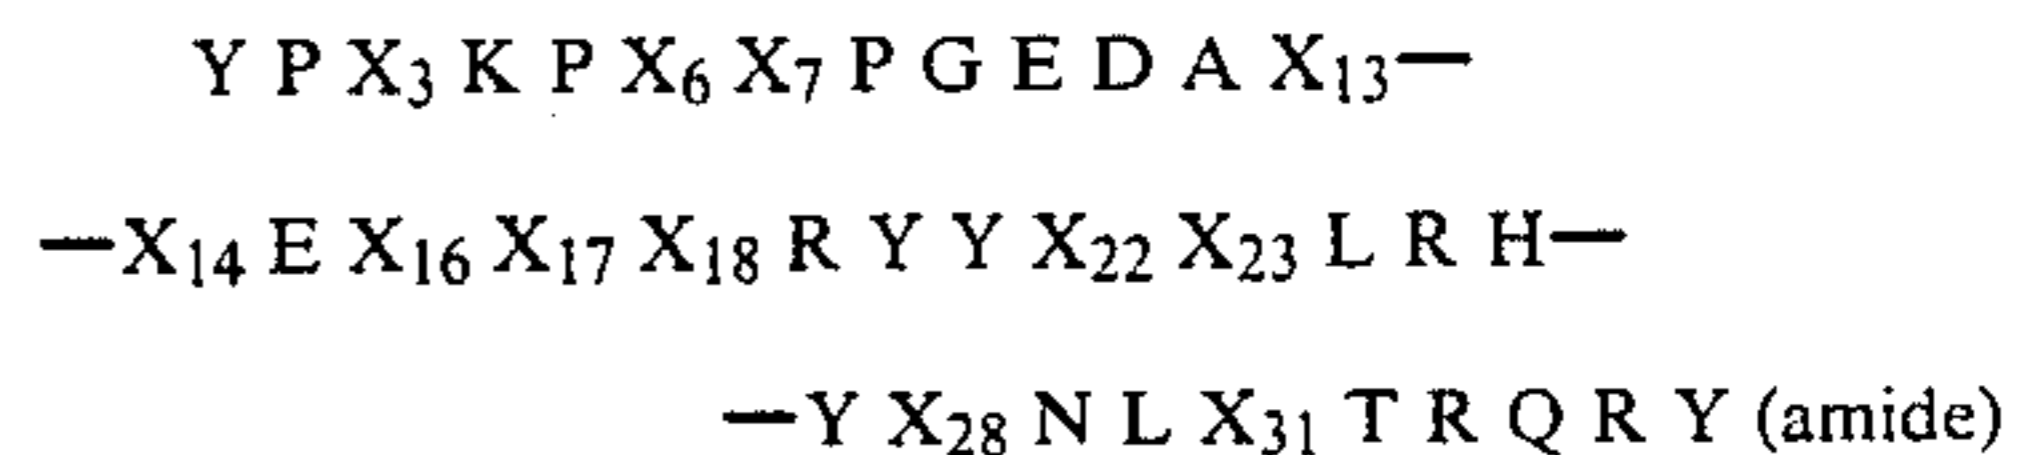 Y P X₃ K P X₆ X₇ P G E D A X₁₃—
—X₁₄ E X₁₆ X₁₇ X₁₈ R Y Y X₂₂ X₂₃ L R H—
—Y X₂₈ N L X₃₁ T R Q R Y (amide)